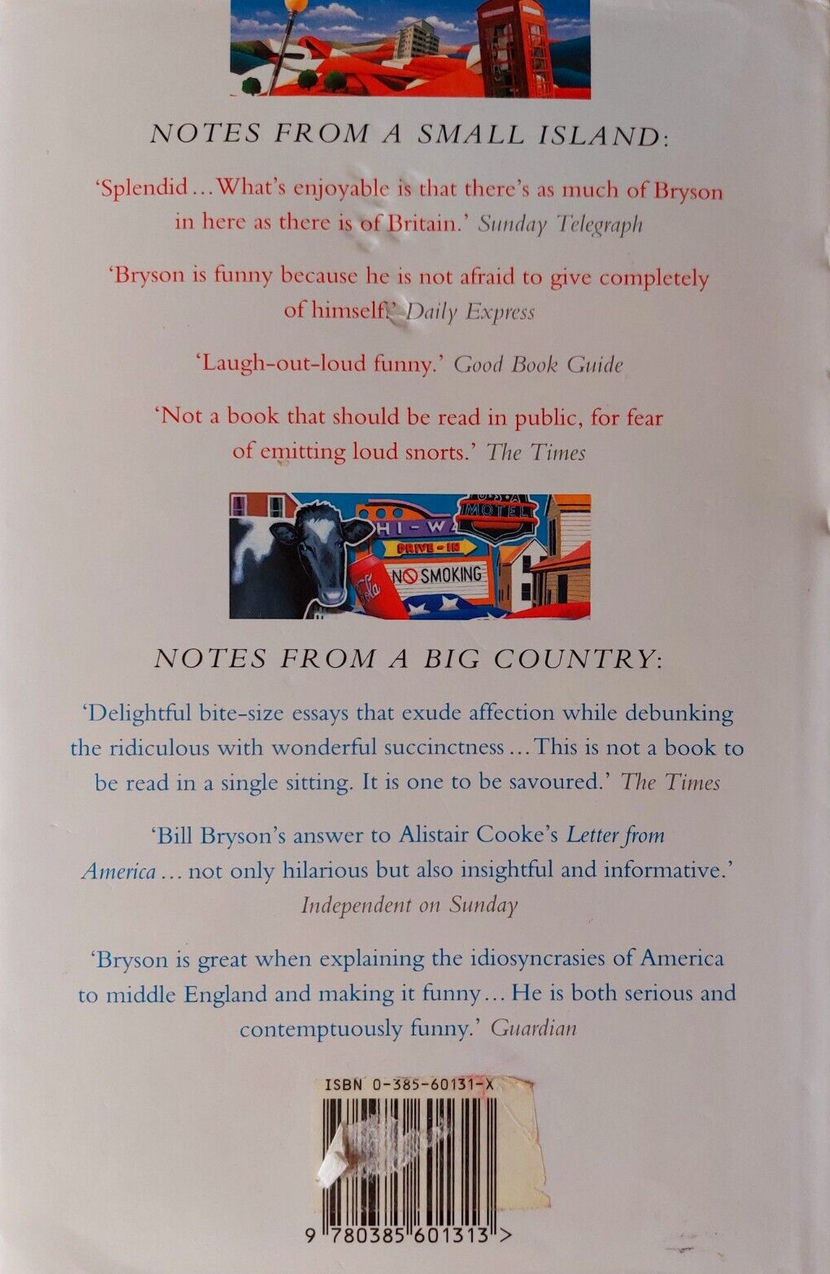 NOTES FROM A SMALL ISLAND:
‘Splendid…What’s enjoyable is that there’s as much of Bryson
in here as there is of Britain.’ Sunday Telegraph
‘Bryson is funny because he is not afraid to give completely
of himself.’ Daily Express
‘Laugh-out-loud funny.’ Good Book Guide
‘Not a book that should be read in public, for fear
of emitting loud snorts.’ The Times
U·S·A
MOTEL
HI-W
DRIVE-IN
NO SMOKING
Cola
NOTES FROM A BIG COUNTRY:
‘Delightful bite-size essays that exude affection while debunking
the ridiculous with wonderful succinctness…This is not a book to
be read in a single sitting. It is one to be savoured.’ The Times
‘Bill Bryson’s answer to Alistair Cooke’s Letter from
America… not only hilarious but also insightful and informative.’
Independent on Sunday
‘Bryson is great when explaining the idiosyncrasies of America
to middle England and making it funny… He is both serious and
contemptuously funny.’ Guardian
ISBN 0-385-60131-X
9 780385 601313 >